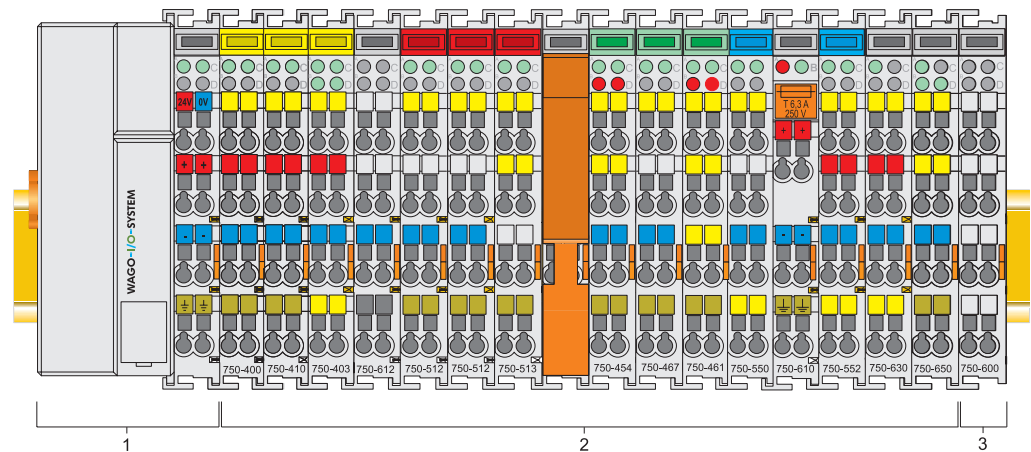 C C C C C C C C C C C C B C C C
D D D D D D D D D D D D D D D
24V 0V
T 6,3 A
250 V
+ +
+ +
- - - -
WAGO-I/O-SYSTEM
750-400 750-410 750-403 750-612 750-512 750-512 750-513 750-454 750-467 750-461 750-550 750-610 750-552 750-630 750-650 750-600
1 2 3